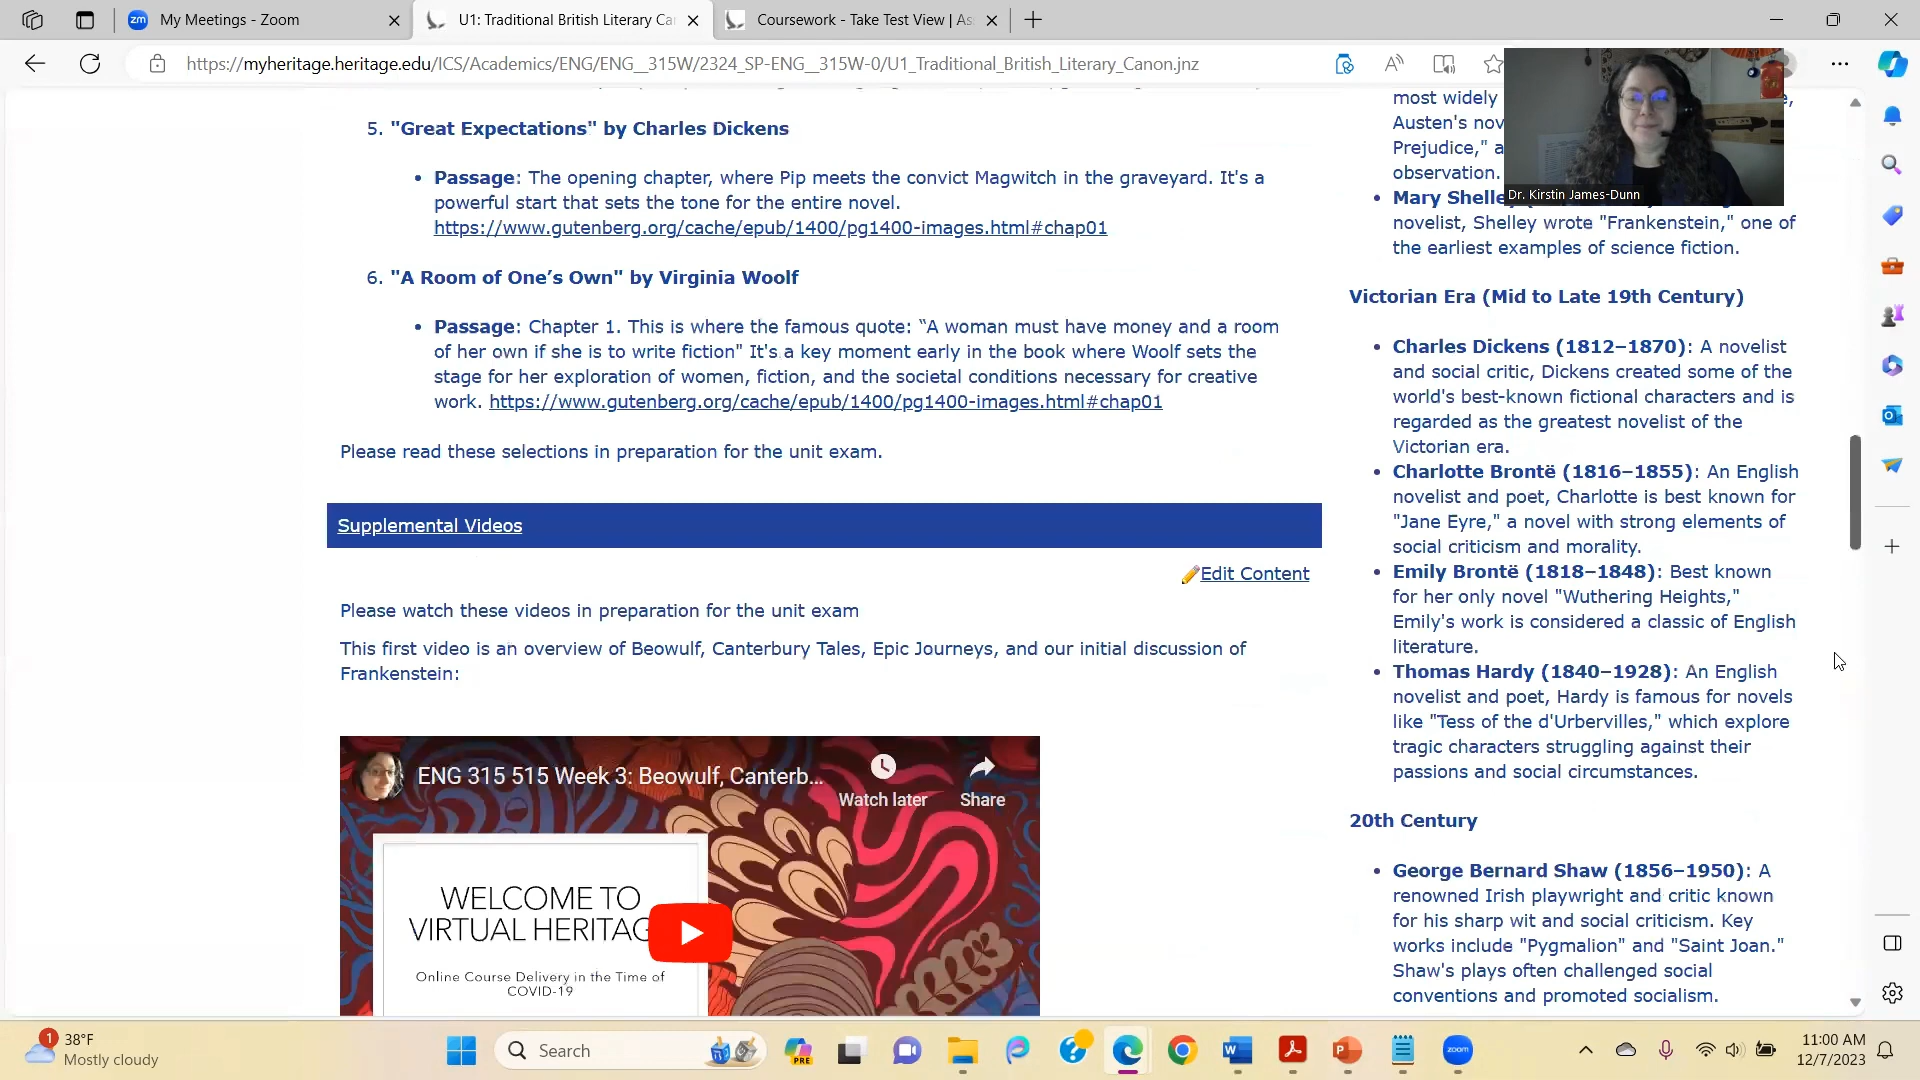 My Meetings - Zoom
U1: Traditional British Literary Ca
Coursework - Take Test View | As
https://myheritage.heritage.edu/ICS/Academics/ENG/ENG__315W/2324_SP-ENG__315W-0/U1_Traditional_British_Literary_Canon.jnz
5. "Great Expectations" by Charles Dickens
• Passage: The opening chapter, where Pip meets the convict Magwitch in the graveyard. It's a
powerful start that sets the tone for the entire novel.
https://www.gutenberg.org/cache/epub/1400/pg1400-images.html#chap01
6. "A Room of One’s Own" by Virginia Woolf
• Passage: Chapter 1. This is where the famous quote: “A woman must have money and a room
of her own if she is to write fiction" It's a key moment early in the book where Woolf sets the
stage for her exploration of women, fiction, and the societal conditions necessary for creative
work. https://www.gutenberg.org/cache/epub/1400/pg1400-images.html#chap01
Please read these selections in preparation for the unit exam.
Supplemental Videos
Edit Content
Please watch these videos in preparation for the unit exam
This first video is an overview of Beowulf, Canterbury Tales, Epic Journeys, and our initial discussion of
Frankenstein:
ENG 315 515 Week 3: Beowulf, Canterb...
Watch later
Share
WELCOME TO
VIRTUAL HERITAG
Online Course Delivery in the Time of
COVID-19
most widely
Austen's nov
Prejudice," a
observation.
Dr. Kirstin James-Dunn
• Mary Shelle
novelist, Shelley wrote "Frankenstein," one of
the earliest examples of science fiction.
Victorian Era (Mid to Late 19th Century)
• Charles Dickens (1812–1870): A novelist
and social critic, Dickens created some of the
world's best-known fictional characters and is
regarded as the greatest novelist of the
Victorian era.
• Charlotte Brontë (1816–1855): An English
novelist and poet, Charlotte is best known for
"Jane Eyre," a novel with strong elements of
social criticism and morality.
• Emily Brontë (1818–1848): Best known
for her only novel "Wuthering Heights,"
Emily's work is considered a classic of English
literature.
• Thomas Hardy (1840–1928): An English
novelist and poet, Hardy is famous for novels
like "Tess of the d'Urbervilles," which explore
tragic characters struggling against their
passions and social circumstances.
20th Century
• George Bernard Shaw (1856–1950): A
renowned Irish playwright and critic known
for his sharp wit and social criticism. Key
works include "Pygmalion" and "Saint Joan."
Shaw's plays often challenged social
conventions and promoted socialism.
1
38°F
Mostly cloudy
Search
PRE
zoom
11:00 AM
12/7/2023